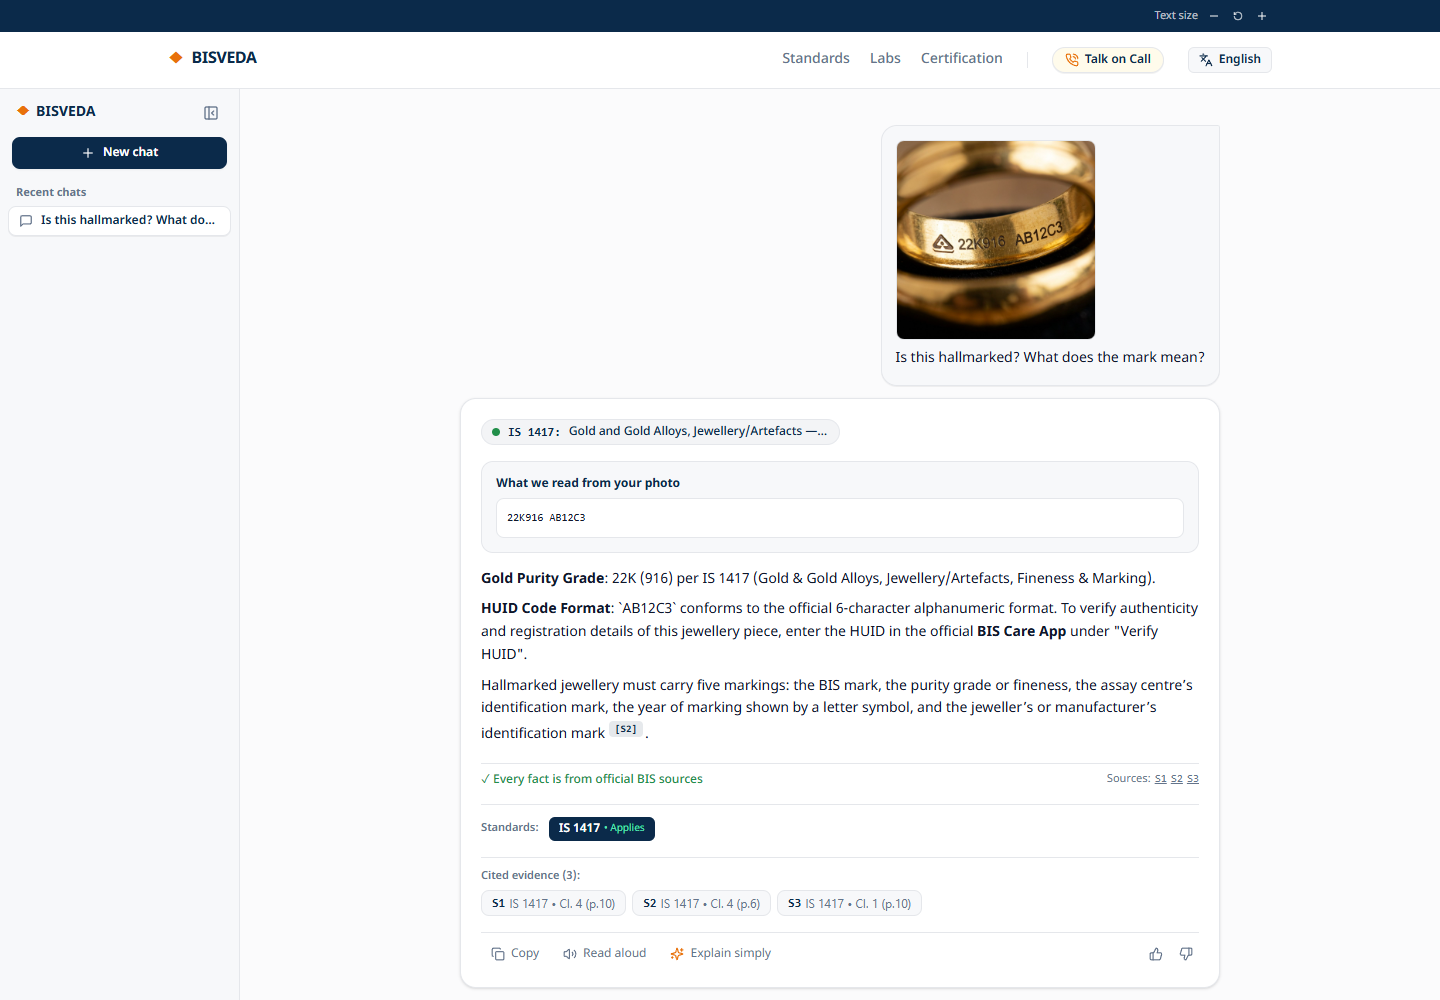 Text size
BISVEDA
Standards
Labs
Certification
Talk on Call
English
BISVEDA
New chat
Recent chats
Is this hallmarked? What do...
22K916 AB12C3
Is this hallmarked? What does the mark mean?
IS 1417: Gold and Gold Alloys, Jewellery/Artefacts —...
What we read from your photo
22K916 AB12C3
Gold Purity Grade: 22K (916) per IS 1417 (Gold & Gold Alloys, Jewellery/Artefacts, Fineness & Marking).
HUID Code Format: `AB12C3` conforms to the official 6-character alphanumeric format. To verify authenticity
and registration details of this jewellery piece, enter the HUID in the official BIS Care App under "Verify
HUID".
Hallmarked jewellery must carry five markings: the BIS mark, the purity grade or fineness, the assay centre’s
identification mark, the year of marking shown by a letter symbol, and the jeweller’s or manufacturer’s
identification mark [S2] .
✓ Every fact is from official BIS sources
Sources: S1 S2 S3
Standards: IS 1417 • Applies
Cited evidence (3):
S1 IS 1417 • Cl. 4 (p.10)
S2 IS 1417 • Cl. 4 (p.6)
S3 IS 1417 • Cl. 1 (p.10)
Copy
Read aloud
Explain simply